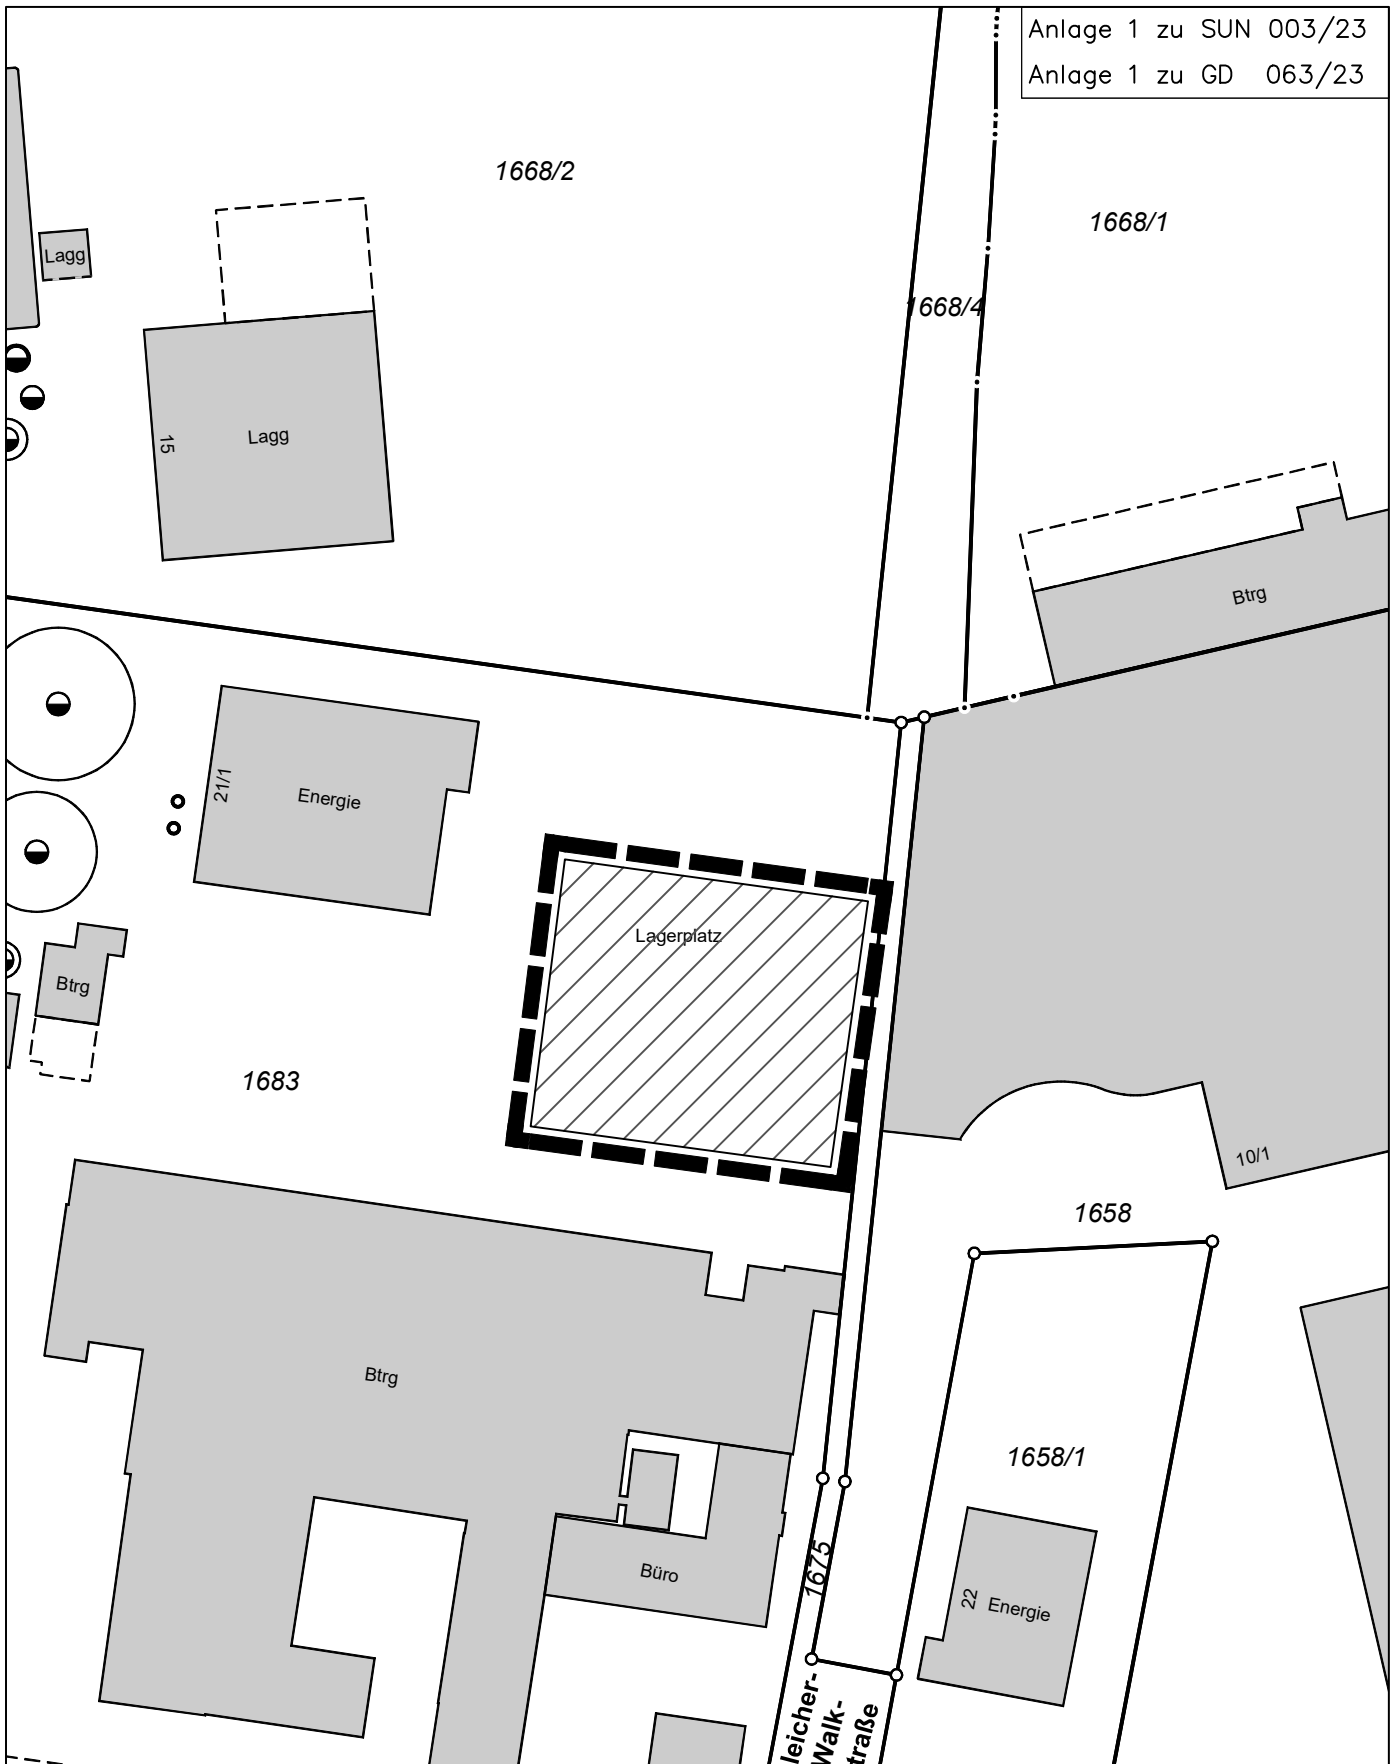 Anlage 1 zu SUN 003/23
Anlage 1 zu GD 063/23
1668/2
1668/1
Lagg
1668/4
15
Lagg
Btrg
21/1
Energie
Lagerplatz
Btrg
1683
10/1
1658
Btrg
1658/1
1675
Büro
22
Energie
leicher-
Walk-
traße